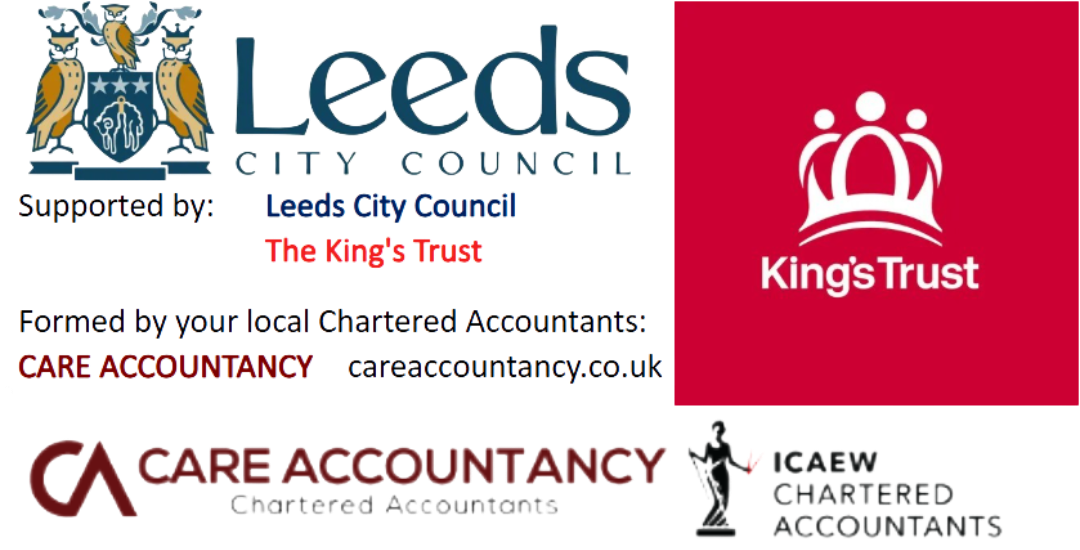 Leeds
CITY COUNCIL
Supported by: Leeds City Council
The King's Trust
King's Trust
Formed by your local Chartered Accountants:
CARE ACCOUNTANCY careaccountancy.co.uk
CA CARE ACCOUNTANCY
Chartered Accountants
ICAEW
CHARTERED
ACCOUNTANTS